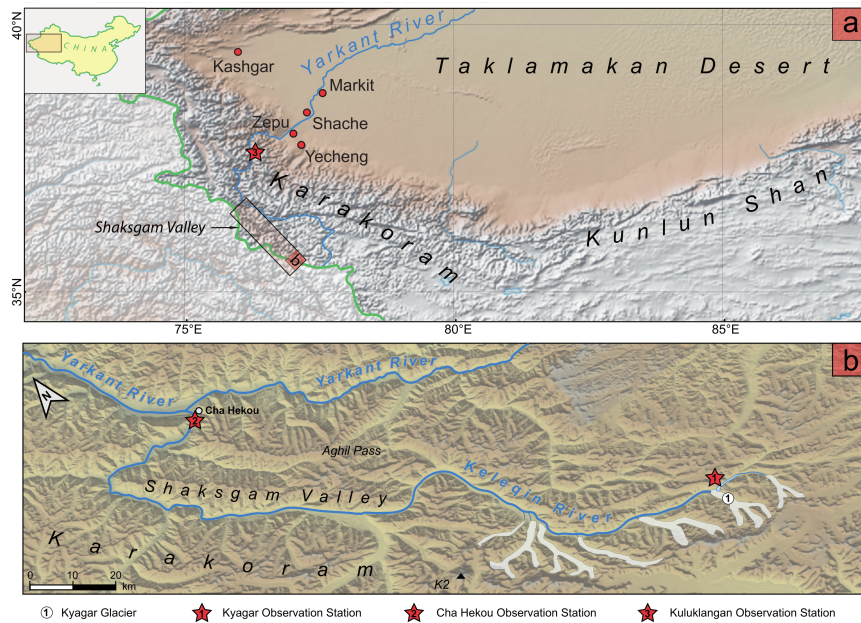 40°N
CHINA
a
Yarkant River
Taklamakan Desert
Kashgar
Markit
Shache
Zepu
3
Yecheng
Karakoram
Kunlun Shan
Shaksgam Valley
b
35°N
75°E
80°E
85°E
b
Yarkant River
Yarkant River
N
Cha Hekou
2
Aghil Pass
Keleqin River
1
1
Shaksgam Valley
Karakoram
K2
0 10 20
km
1 Kyagar Glacier
1 Kyagar Observation Station
2 Cha Hekou Observation Station
3 Kuluklangan Observation Station